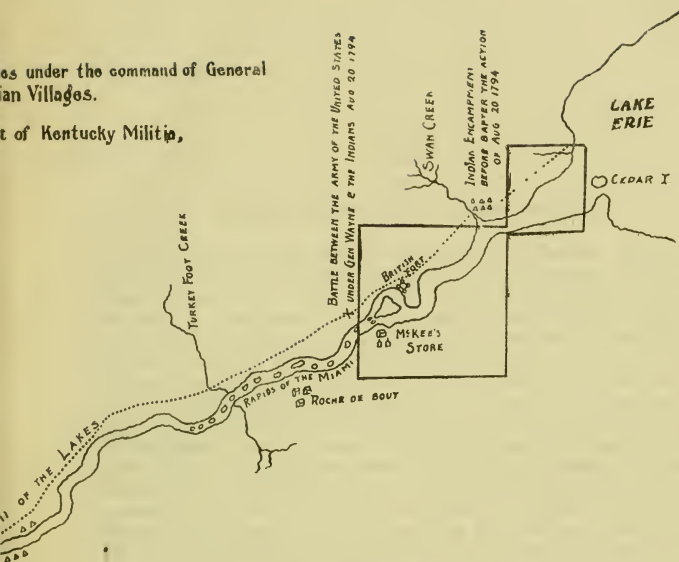 es under the command of General
ian Villages.
t of Kentucky Militia,
BATTLE BETWEEN THE ARMY OF THE UNITED STATES
UNDER GEN WAYNE & THE INDIANS AUG 20 1794
SWAN CREEK
INDIAN ENCAMPMENT
BEFORE & AFTER THE ACTION
OF AUG 20 1794
LAKE
ERIE
CEDAR I
TURKEY FOOT CREEK
BRITISH
FORT
McKEE'S
STORE
RAPIDS OF THE MIAMI
ROCHE DE BOUT
OF THE LAKES